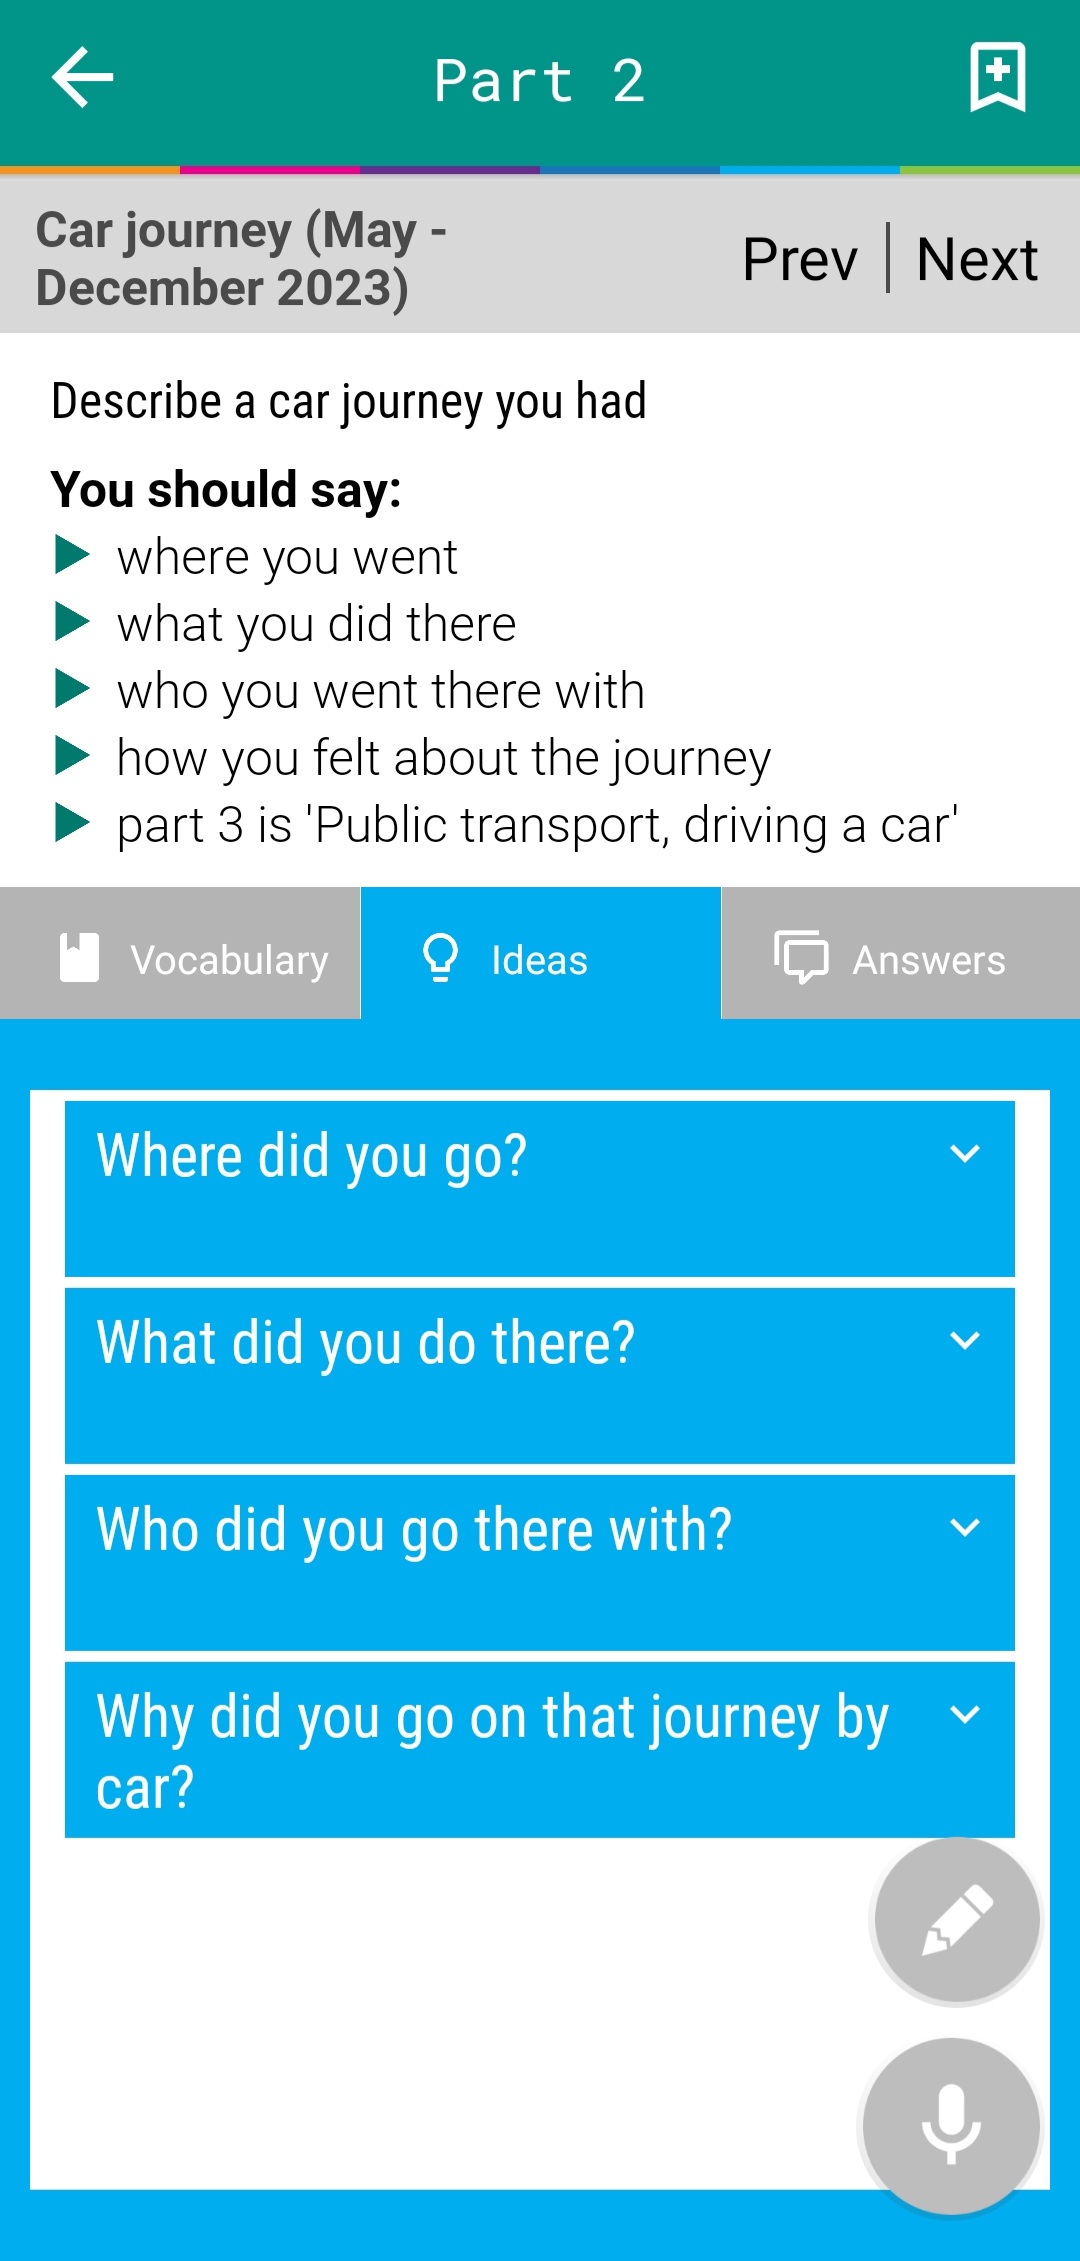 Part 2
Car journey (May -
December 2023)
Prev | Next
Describe a car journey you had
You should say:
where you went
what you did there
who you went there with
how you felt about the journey
part 3 is 'Public transport, driving a car'
Vocabulary
Ideas
Answers
Where did you go?
What did you do there?
Who did you go there with?
Why did you go on that journey by
car?